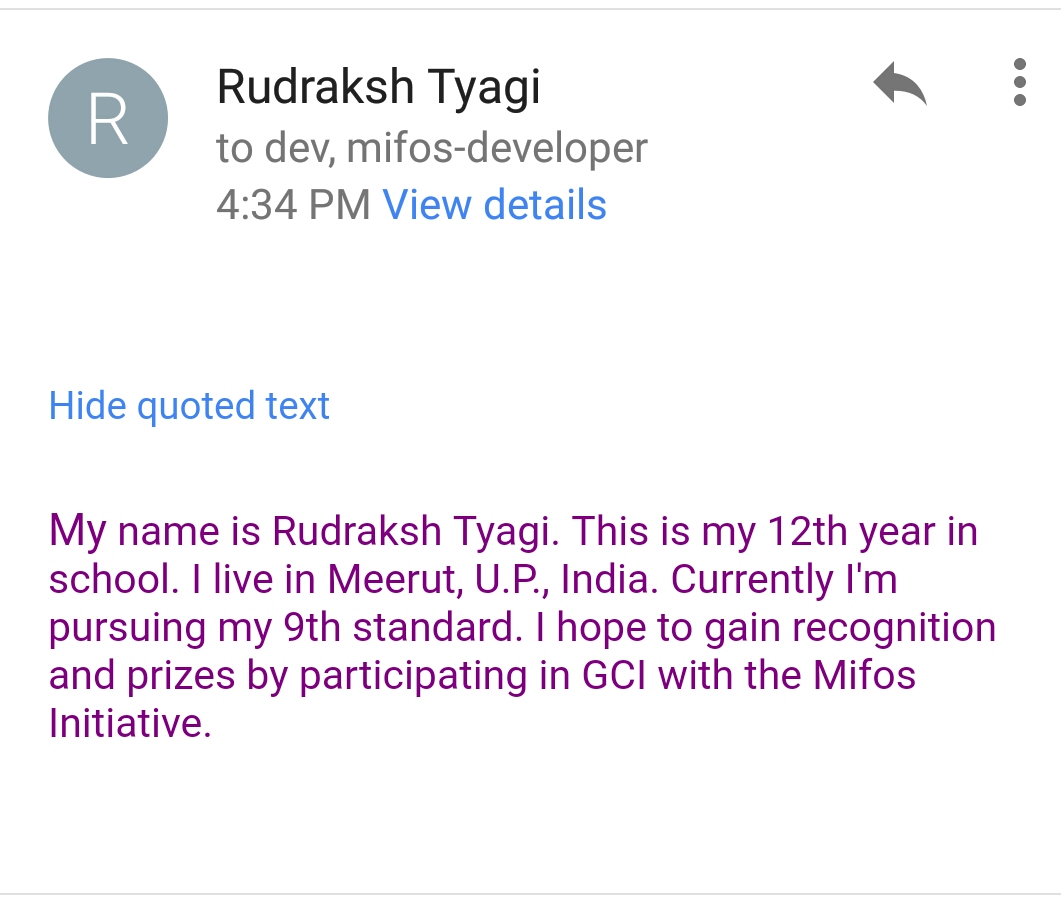 R
Rudraksh Tyagi
to dev, mifos-developer
4:34 PM View details
Hide quoted text
My name is Rudraksh Tyagi. This is my 12th year in
school. I live in Meerut, U.P., India. Currently I'm
pursuing my 9th standard. I hope to gain recognition
and prizes by participating in GCI with the Mifos
Initiative.